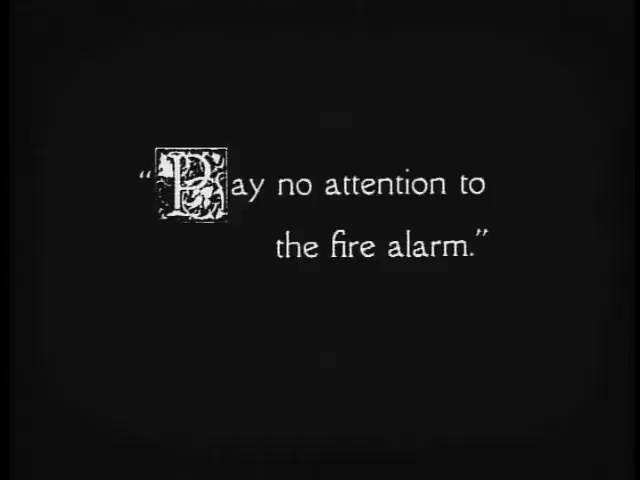 “Pay no attention to
the fire alarm.”